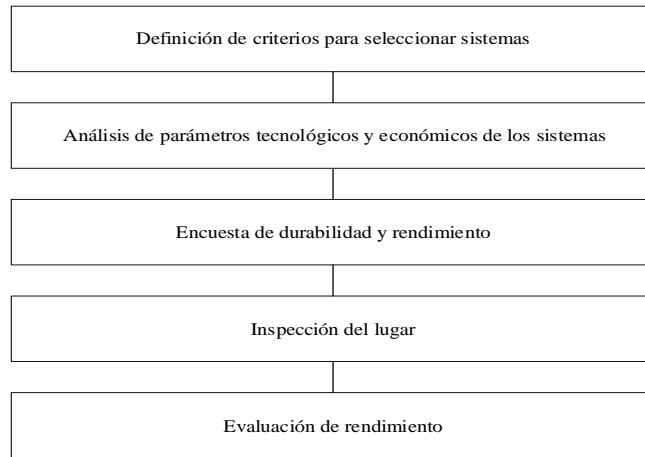 Definición de criterios para seleccionar sistemas
Análisis de parámetros tecnológicos y económicos de los sistemas
Encuesta de durabilidad y rendimiento
Inspección del lugar
Evaluación de rendimiento